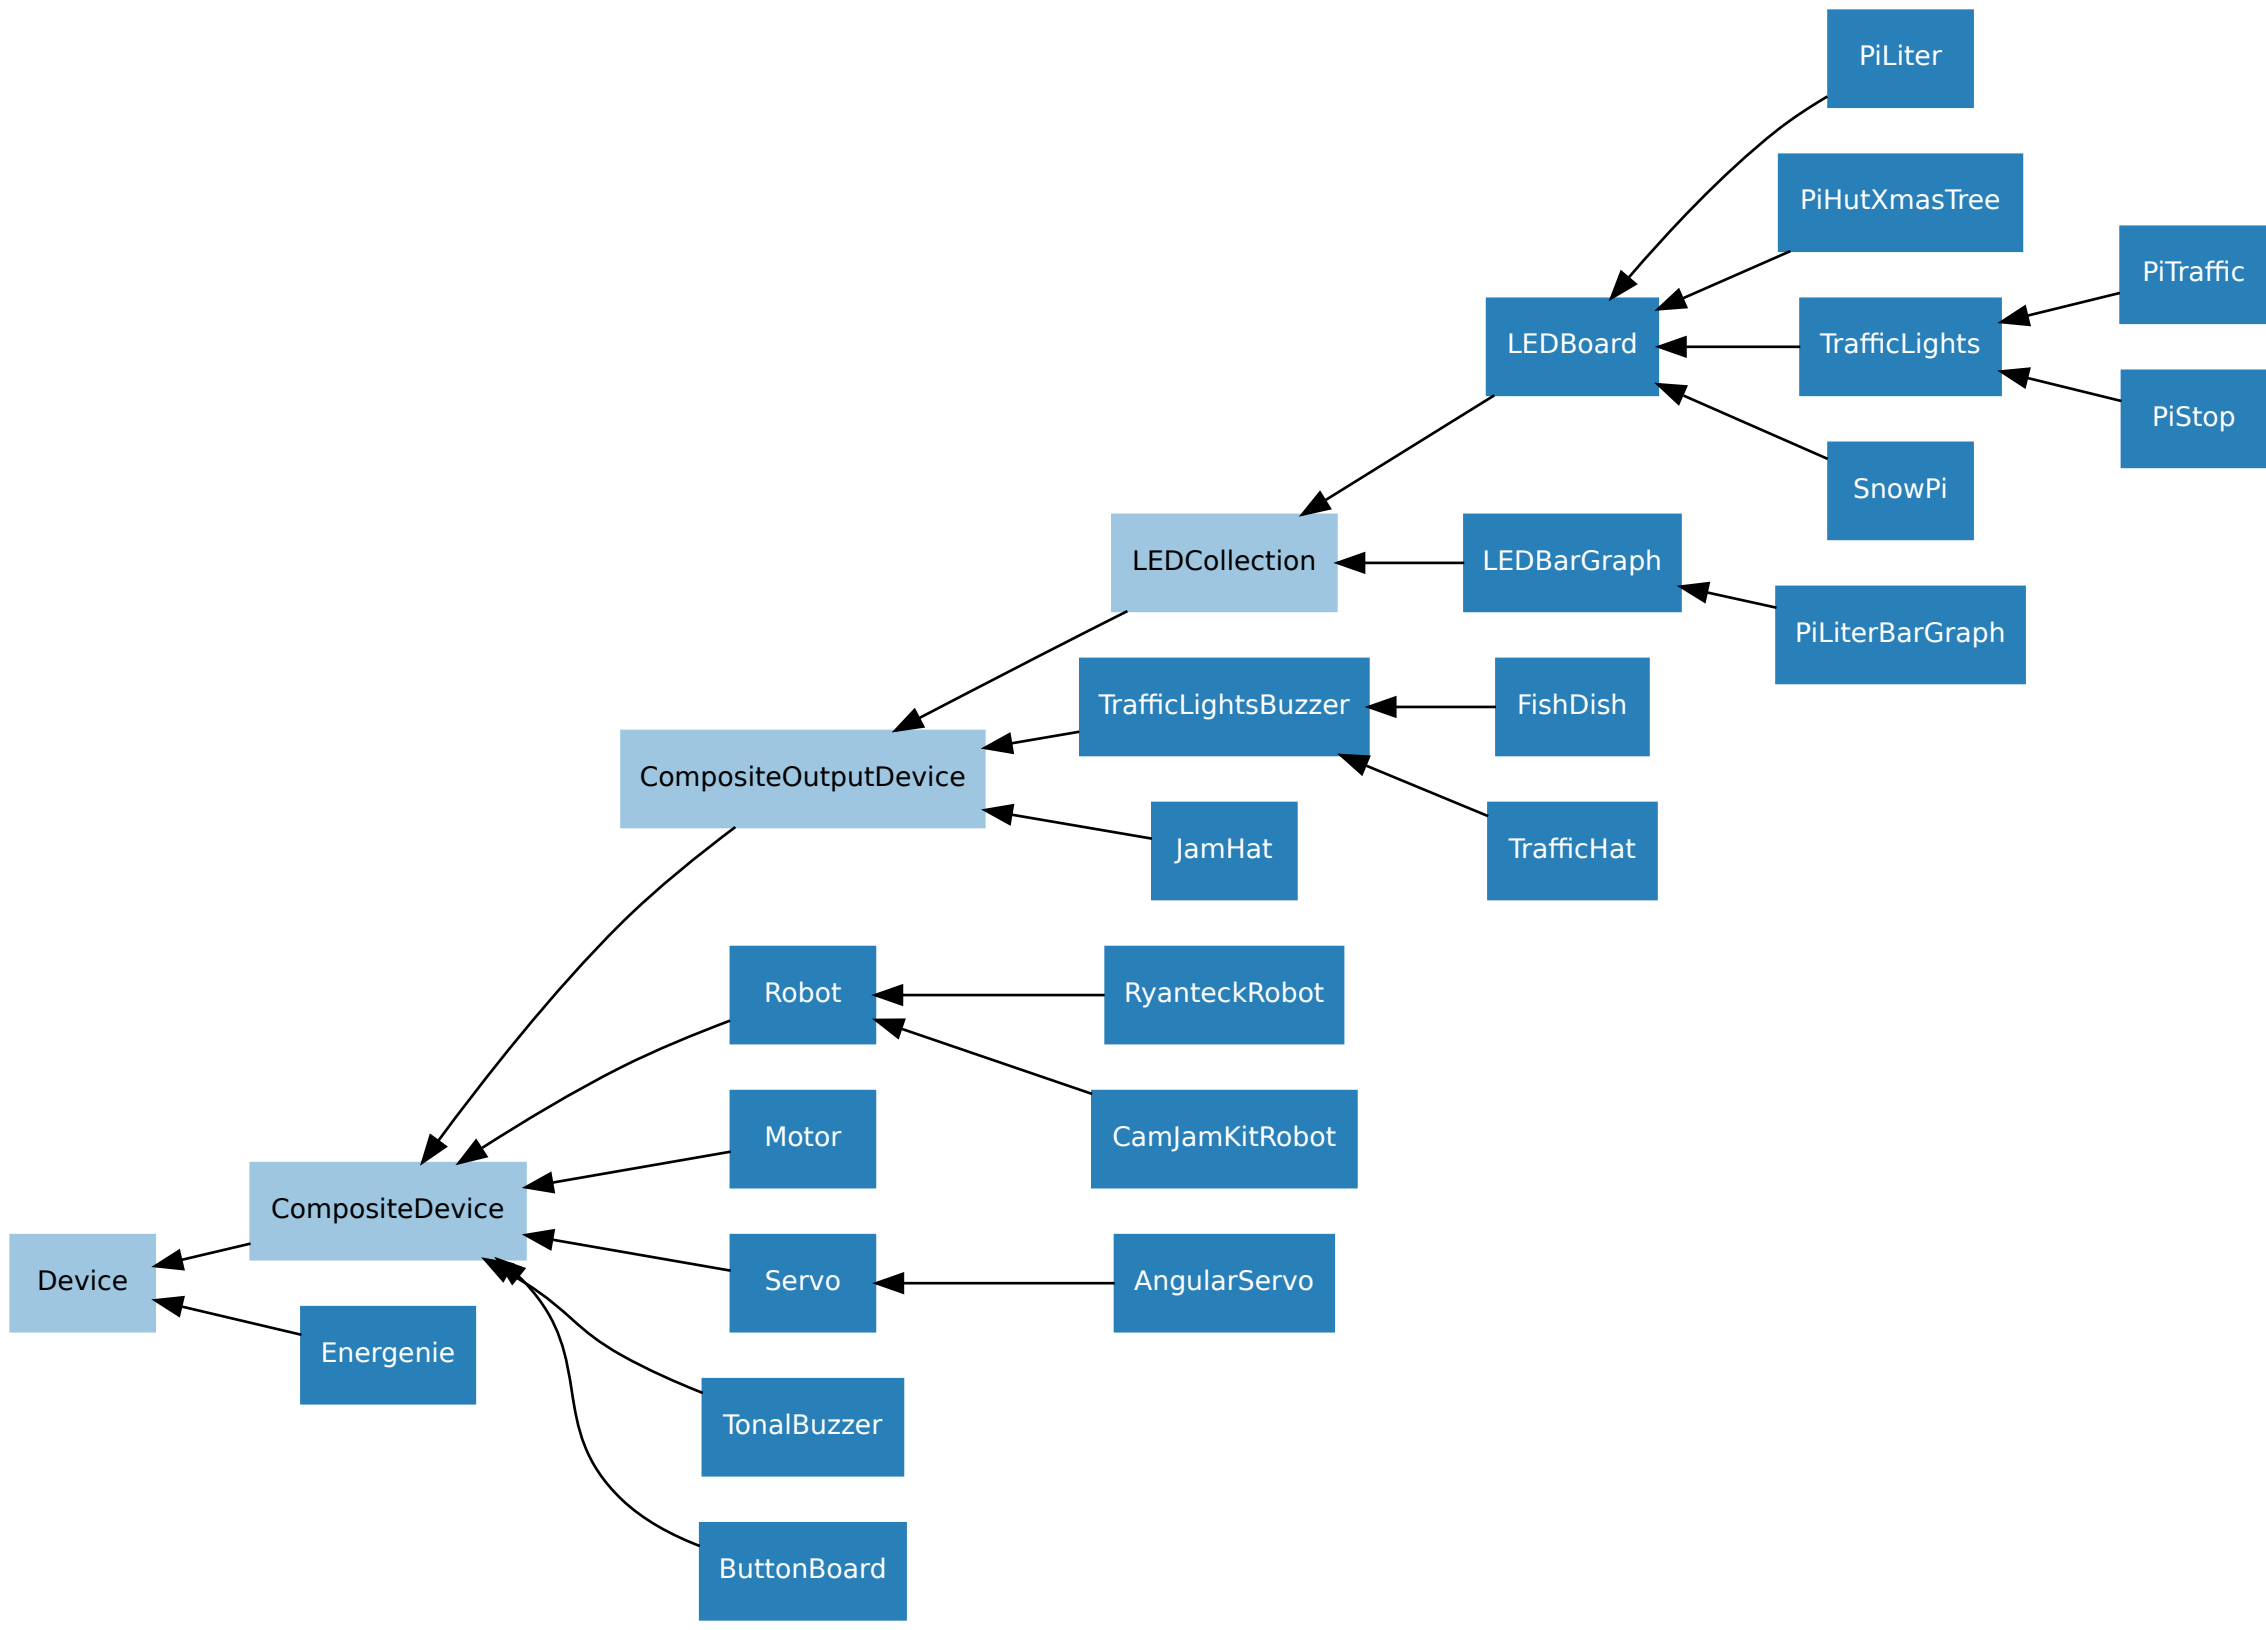 PiLiter
PiHutXmasTree
PiTraffic
LEDBoard
TrafficLights
PiStop
SnowPi
LEDCollection
LEDBarGraph
PiLiterBarGraph
TrafficLightsBuzzer
FishDish
CompositeOutputDevice
JamHat
TrafficHat
Robot
RyanteckRobot
Motor
CamJamKitRobot
CompositeDevice
Device
Servo
AngularServo
Energenie
TonalBuzzer
ButtonBoard